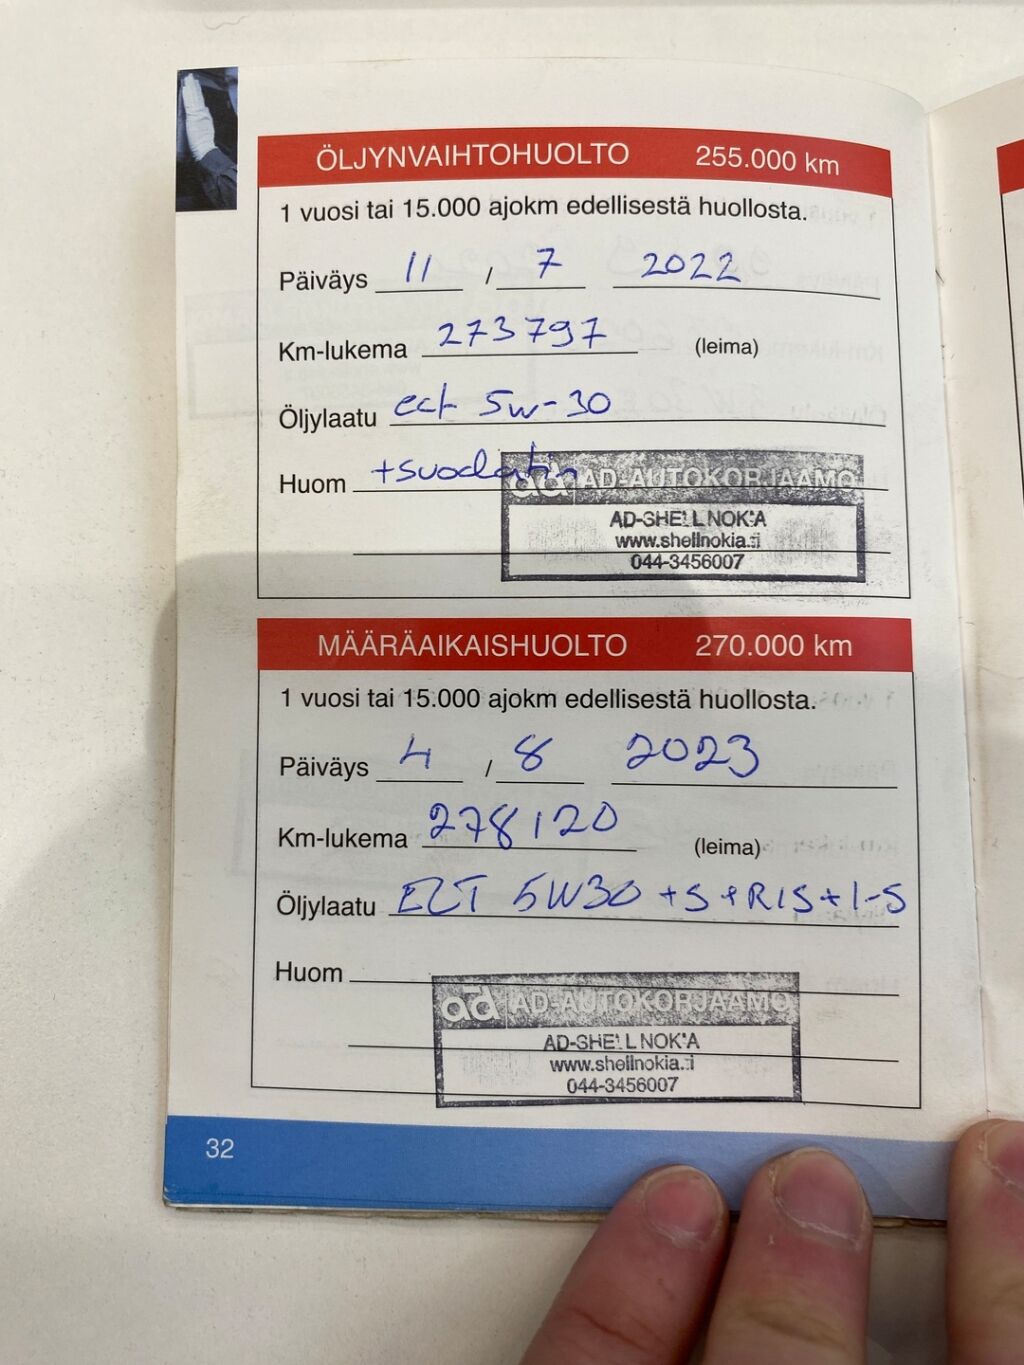 ÖLJYNVAIHTOHUOLTO 255.000 km
1 vuosi tai 15.000 ajokm edellisestä huollosta.
Päiväys 11 / 7 2022
Km-lukema 273797 (leima)
Öljylaatu ect 5w-30
Huom +suodatin
ad AD-AUTOKORJAAMO
AD-SHELL NOKIA
www.shellnokia.fi
044-3456007
MÄÄRÄAIKAISHUOLTO 270.000 km
1 vuosi tai 15.000 ajokm edellisestä huollosta.
Päiväys 4 / 8 2023
Km-lukema 278120 (leima)
Öljylaatu ECT 5W30 +S+RIS+I-S
Huom
ad AD-AUTOKORJAAMO
AD-SHELL NOKIA
www.shellnokia.fi
044-3456007
32